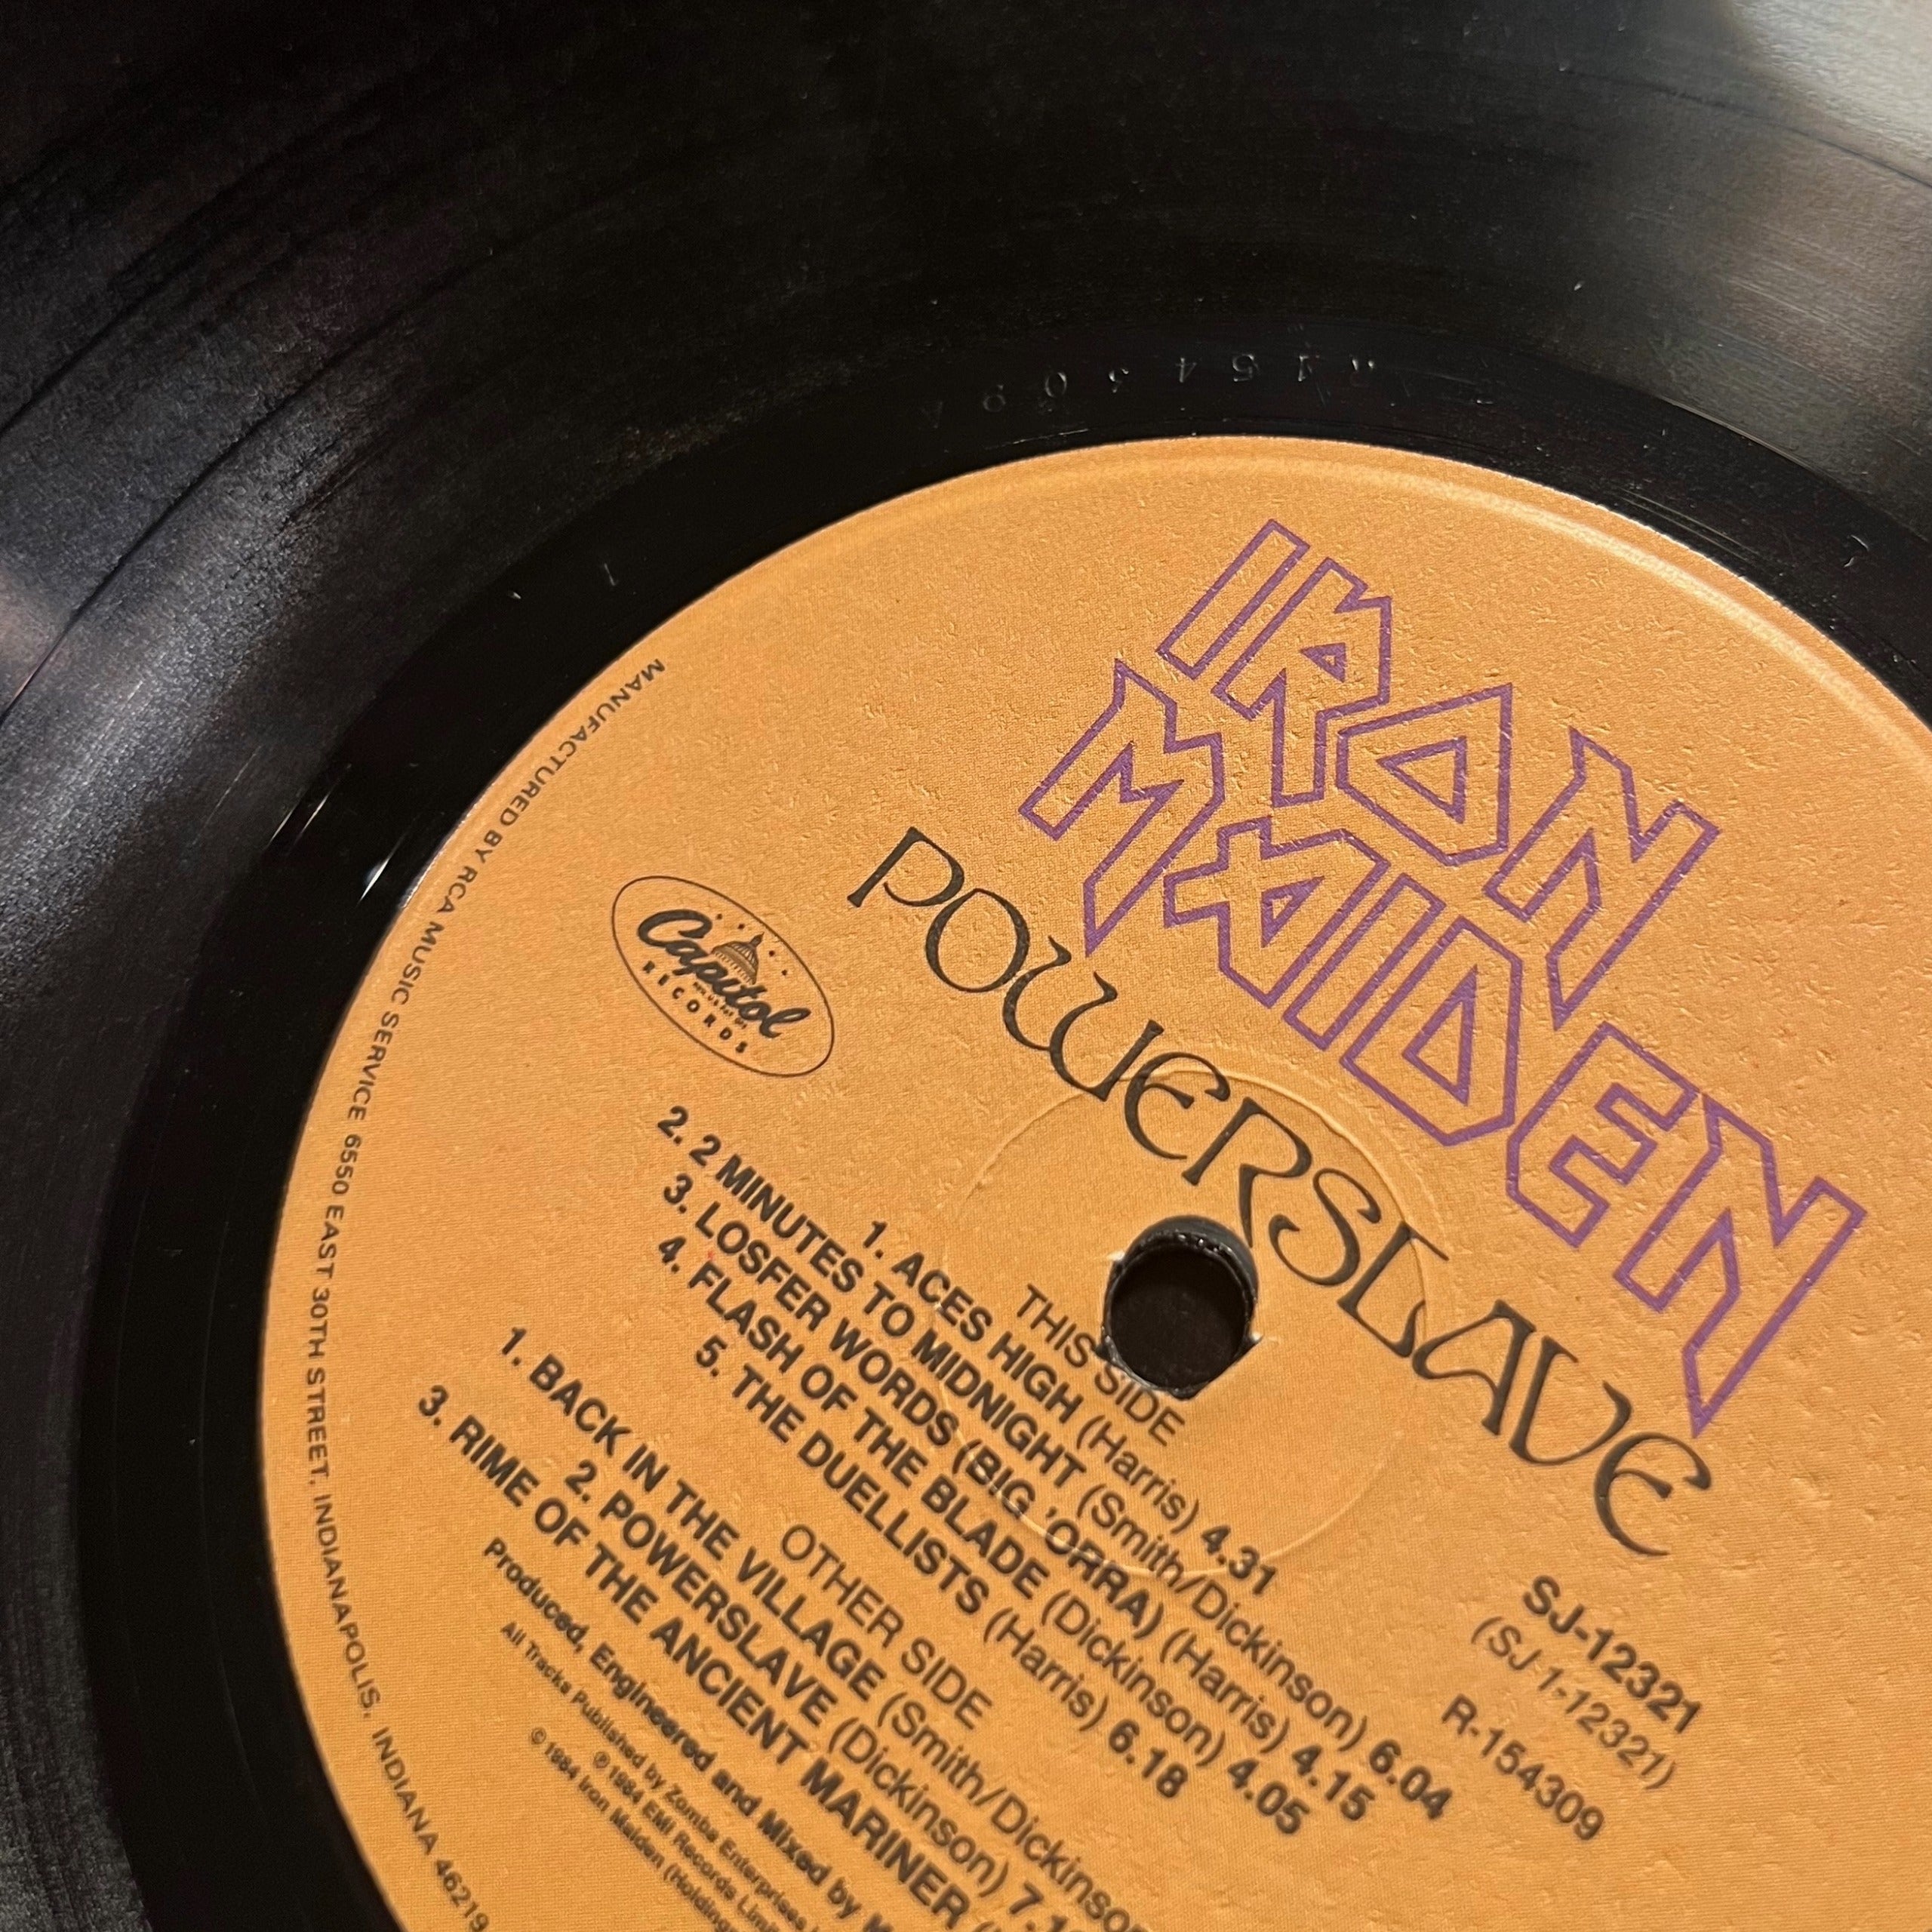 R154309A
IRON
MAIDEN
POWERSLAVE
Capitol
RECORDS
SJ-12321
(SJ-1-12321)
R-154309
THIS SIDE
1. ACES HIGH (Harris) 4.31
2. 2 MINUTES TO MIDNIGHT (Smith/Dickinson) 6.04
3. LOSFER WORDS (BIG 'ORRA) (Harris) 4.15
4. FLASH OF THE BLADE (Dickinson) 4.05
5. THE DUELLISTS (Harris) 6.18
OTHER SIDE
1. BACK IN THE VILLAGE (Smith/Dickinson
2. POWERSLAVE (Dickinson) 7.1
3. RIME OF THE ANCIENT MARINER (
Produced, Engineered and Mixed by
All Tracks Published by Zomba Enterprises
℗ 1984 EMI Records Limi
© 1984 Iron Maiden (Holdings
MANUFACTURED BY RCA MUSIC SERVICE 6550 EAST 30TH STREET, INDIANAPOLIS, INDIANA 46219